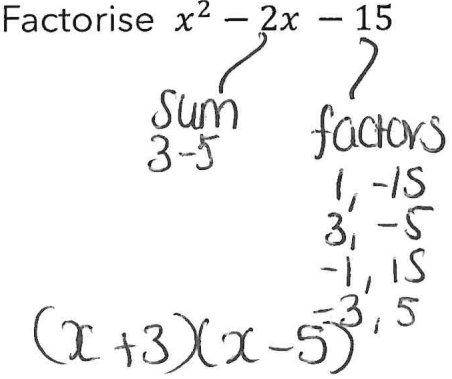 Factorise x² − 2x − 15
sum
3-5
factors
1, -15
3, -5
-1, 15
-3, 5
(x+3)(x-5)